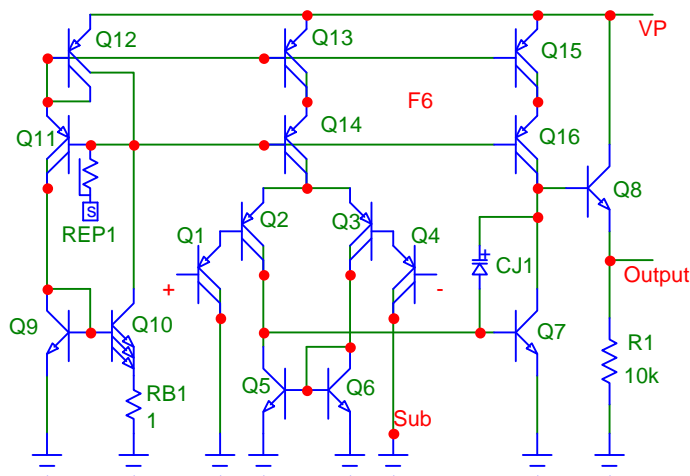 Q12
Q13
Q15
VP
F6
Q11
Q14
Q16
S
REP1
Q8
Q1
Q2
Q3
Q4
CJ1
Output
+
-
Q9
Q10
Q7
R1
10k
RB1
1
Q5
Q6
Sub